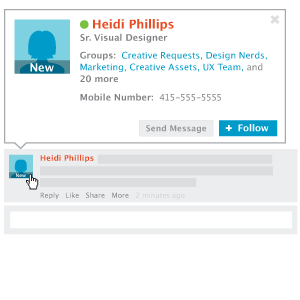 Heidi Phillips
Sr. Visual Designer
New
Groups: Creative Requests, Design Nerds,
Marketing, Creative Assets, UX Team, and
20 more
Mobile Number: 415-555-5555
Send Message
+ Follow
Heidi Phillips
New
Reply Like Share More 2 minutes ago